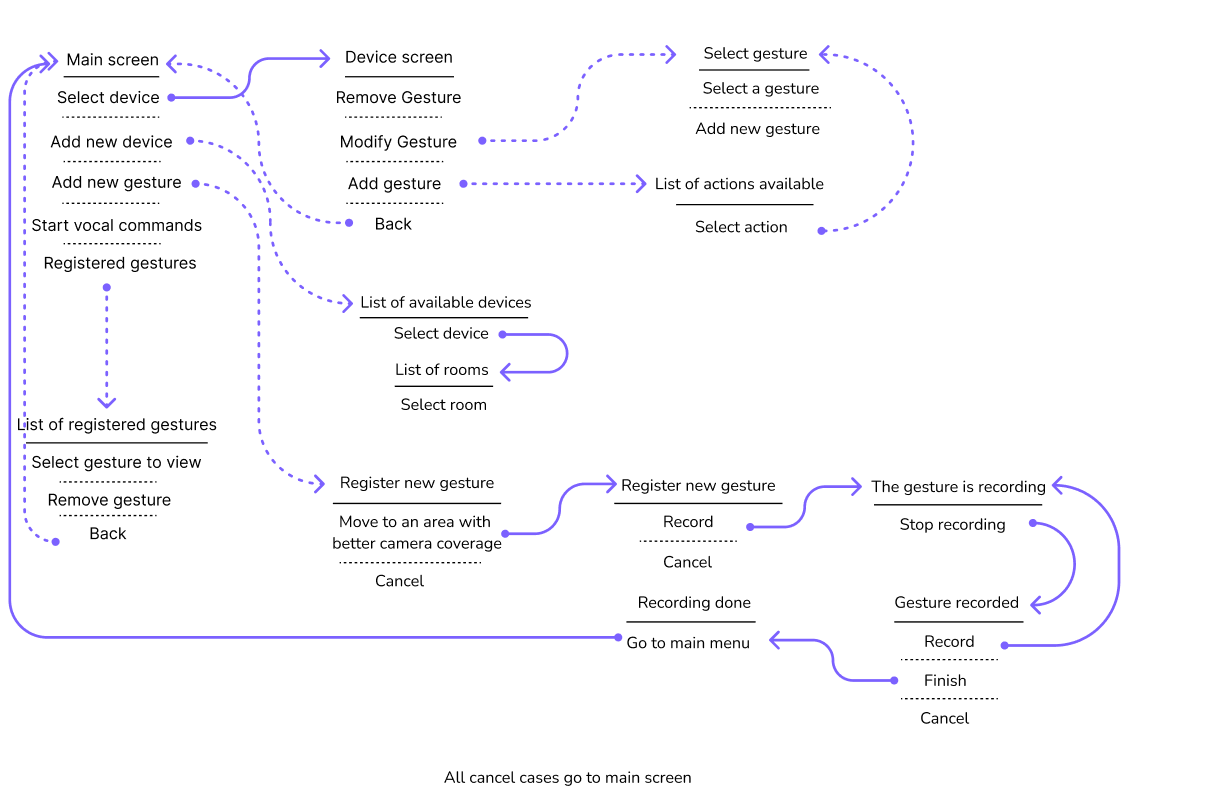 Main screen
Select device
Add new device
Add new gesture
Start vocal commands
Registered gestures
Device screen
Remove Gesture
Modify Gesture
Add gesture
Back
Select gesture
Select a gesture
Add new gesture
List of actions available
Select action
List of available devices
Select device
List of rooms
Select room
List of registered gestures
Select gesture to view
Remove gesture
Back
Register new gesture
Move to an area with
better camera coverage
Cancel
Register new gesture
Record
Cancel
The gesture is recording
Stop recording
Gesture recorded
Record
Finish
Cancel
Recording done
Go to main menu
All cancel cases go to main screen